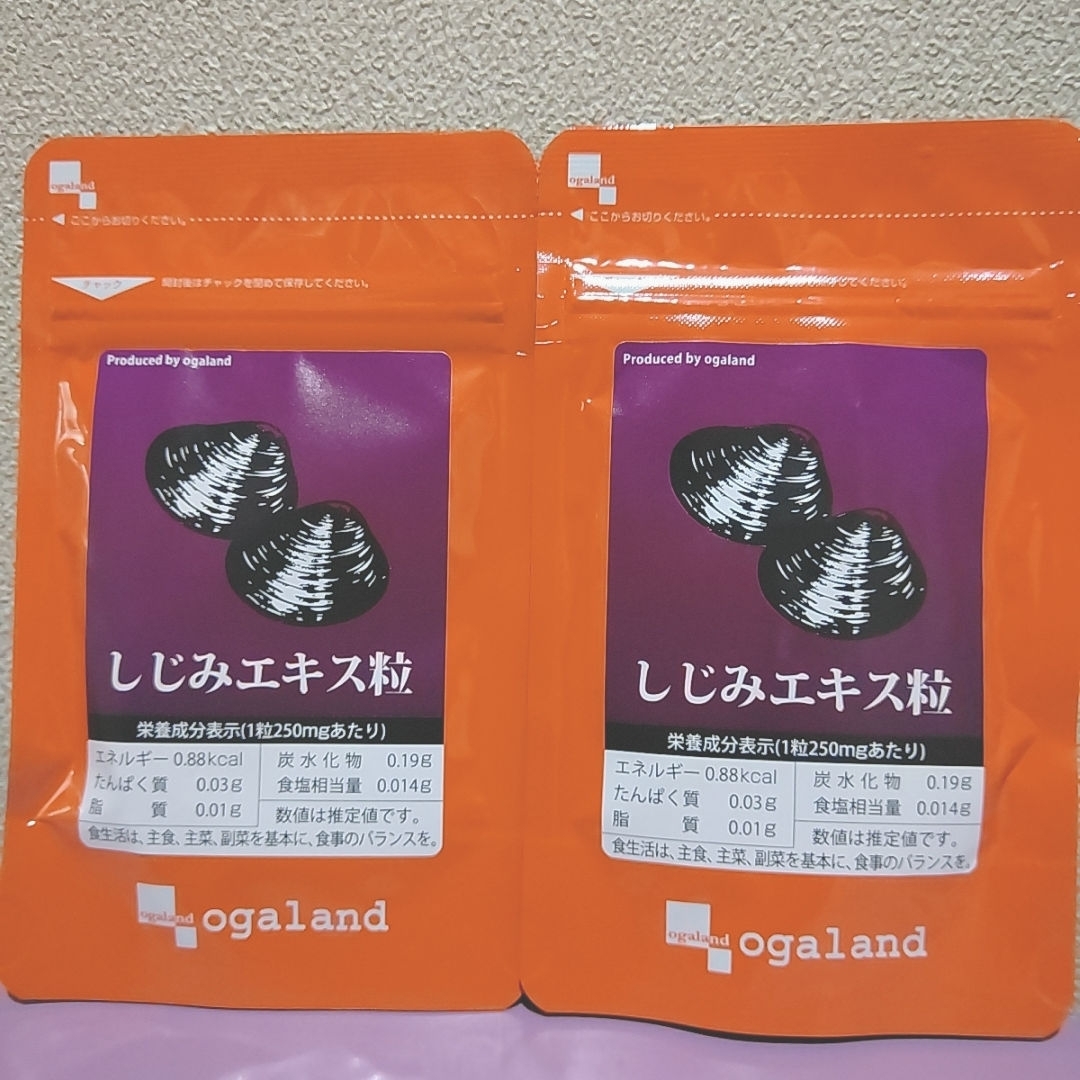 ogaland
ここからお切りください。
チャック
開封後はチャックを閉めて保存してください。
Produced by ogaland
しじみエキス粒
栄養成分表示(1粒250mgあたり)
エネルギー 0.88kcal
たんぱく質 0.03g
脂質 0.01g
炭水化物 0.19g
食塩相当量 0.014g
数値は推定値です。
食生活は、主食、主菜、副菜を基本に、食事のバランスを。
ogaland
ogaland
ogaland
ここからお切りください。
てください。
Produced by ogaland
しじみエキス粒
栄養成分表示(1粒250mgあたり)
エネルギー 0.88kcal
たんぱく質 0.03g
脂質 0.01g
炭水化物 0.19g
食塩相当量 0.014g
数値は推定値です。
食生活は、主食、主菜、副菜を基本に、食事のバランスを。
ogaland
ogaland